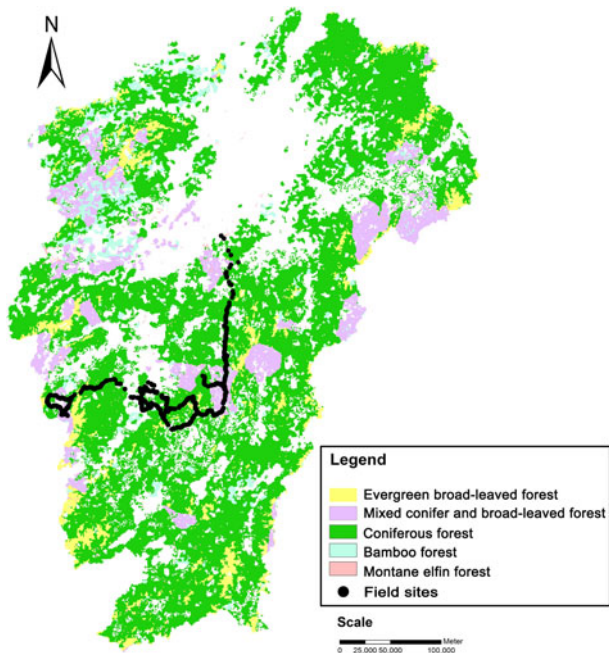 N
Legend
Evergreen broad-leaved forest
Mixed conifer and broad-leaved forest
Coniferous forest
Bamboo forest
Montane elfin forest
Field sites
Scale
Meter
0 25,000 50,000 100,000